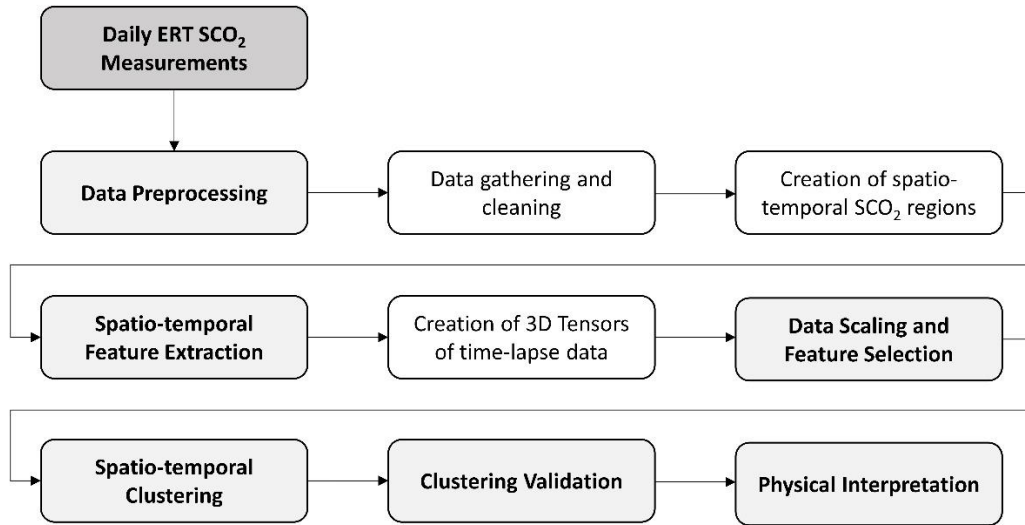 Daily ERT SCO₂
Measurements
Data Preprocessing
Data gathering and
cleaning
Creation of spatio-
temporal SCO₂ regions
Spatio-temporal
Feature Extraction
Creation of 3D Tensors
of time-lapse data
Data Scaling and
Feature Selection
Spatio-temporal
Clustering
Clustering Validation
Physical Interpretation